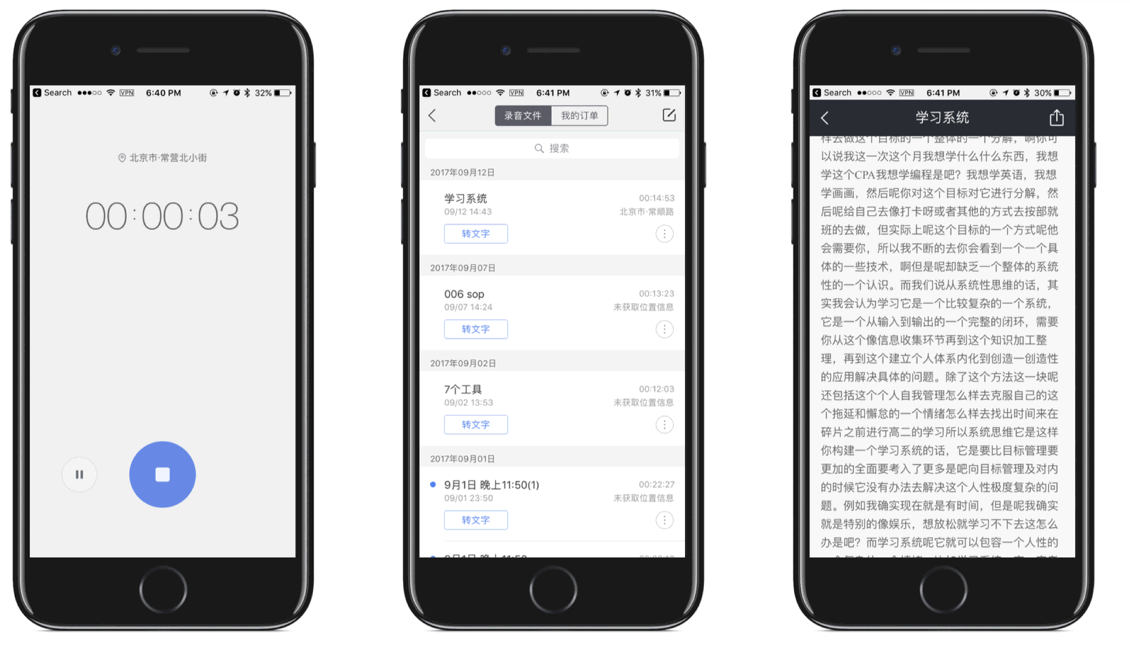 Search VPN 6:40 PM 32%
北京市·常营北小街
00:00:03
Search VPN 6:41 PM 31%
录音文件 我的订单
搜索
2017年09月12日
学习系统 00:14:53
09/12 14:43 北京市·常顺路
转文字
2017年09月07日
006 sop 00:13:23
09/07 14:24 未获取位置信息
转文字
2017年09月02日
7个工具 00:12:03
09/02 13:53 未获取位置信息
转文字
2017年09月01日
9月1日 晚上11:50(1) 00:22:27
09/01 23:50 未获取位置信息
转文字
Search VPN 6:41 PM 30%
学习系统
样去做这个目标的一个整体的一个分解，啊你可
以说我这一次这个月我想学什么什么东西，我想
学这个CPA我想学编程是吧？我想学英语，我想
学画画，然后呢你对这个目标对它进行分解，然
后呢给自己去像打卡呀或者其他的方式去按部就
班的去做，但实际上呢这个目标的一个方式呢他
会需要你，所以我不断的去你会看到一个一个具
体的一些技术，啊但是呢却缺乏一个整体的系统
性的一个认识。而我们说从系统性思维的话，其
实我会认为学习它是一个比较复杂的一个系统，
它是一个从输入到输出的一个完整的闭环，需要
你从这个像信息收集环节再到这个知识加工整
理，再到这个建立个人体系内化到创造一创造性
的应用解决具体的问题。除了这个方法这一块呢
还包括这个个人自我管理怎么样去克服自己的这
个拖延和懈怠的一个情绪怎么样去找出时间来在
碎片之前进行高二的学习所以系统思维它是这样
你构建一个学习系统的话，它是要比目标管理要
更加的全面要考入了更多是吧向目标管理及对内
的时候它没有办法去解决这个人性极度复杂的问
题。例如我确实现在就是有时间，但是呢我确实
就是特别的像娱乐，想放松就学习不下去这怎么
办是吧？而学习系统呢它就可以包容一个人性的